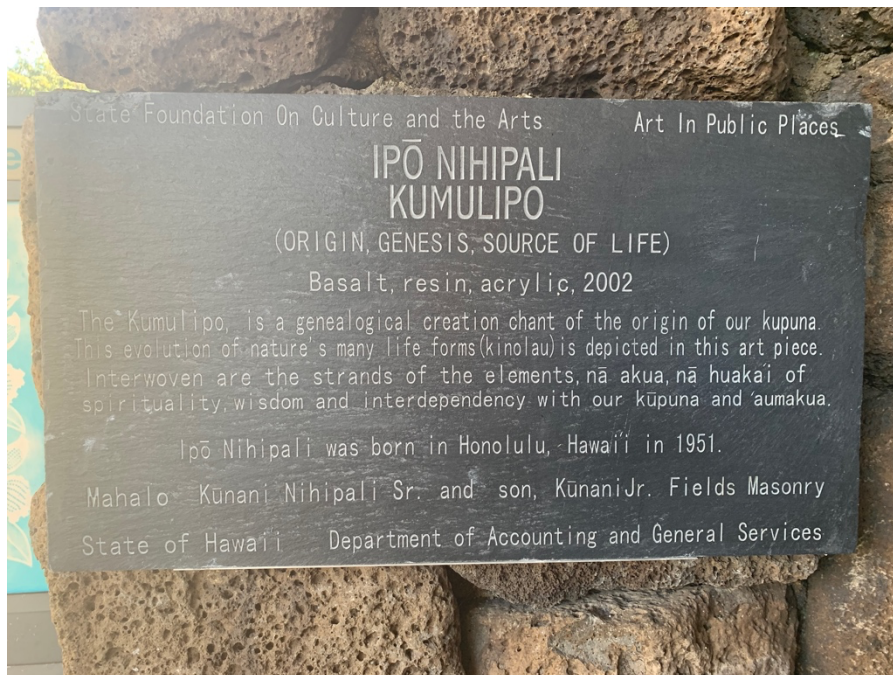 State Foundation On Culture and the Arts Art In Public Places
IPŌ NIHIPALI
KUMULIPO
(ORIGIN, GENESIS, SOURCE OF LIFE)
Basalt, resin, acrylic, 2002
The Kumulipo, is a genealogical creation chant of the origin of our kupuna.
This evolution of nature's many life forms(kinolau)is depicted in this art piece.
Interwoven are the strands of the elements, nā akua, nā huakaʻi of
spirituality, wisdom and interdependency with our kūpuna and ʻaumakua.
Ipō Nihipali was born in Honolulu, Hawaiʻi in 1951.
Mahalo Kūnani Nihipali Sr. and son, Kūnani Jr. Fields Masonry
State of Hawaiʻi Department of Accounting and General Services